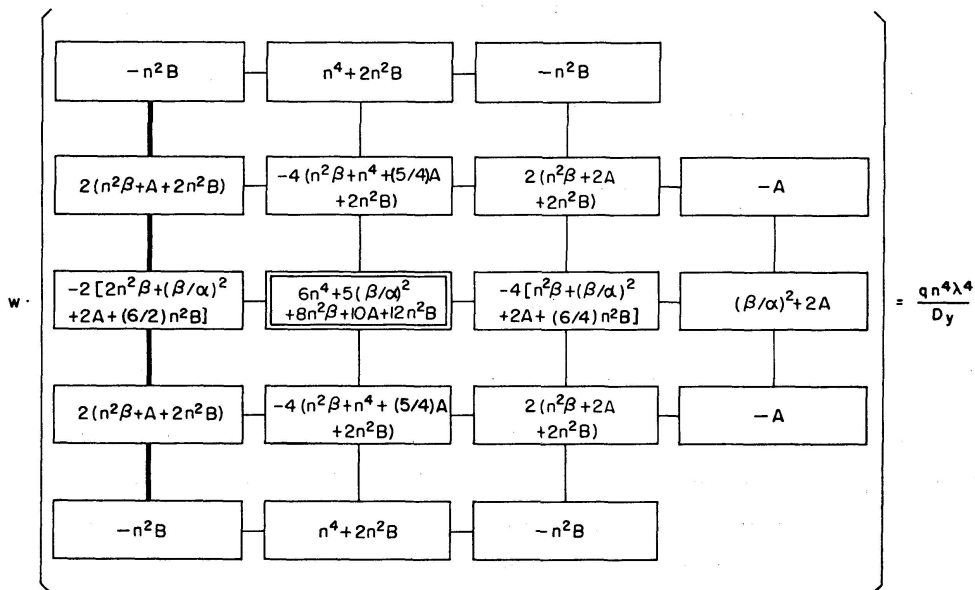 −n²B   n⁴+2n²B   −n²B
2(n²β+A+2n²B)   −4(n²β+n⁴+(5/4)A   2(n²β+2A   −A
+2n²B)   +2n²B)
−2[2n²β+(β/α)²   6n⁴+5(β/α)²   −4[n²β+(β/α)²   (β/α)²+2A
+2A+(6/2)n²B]   +8n²β+10A+12n²B   +2A+(6/4)n²B]
w·   = qn⁴λ⁴/Dy
2(n²β+A+2n²B)   −4(n²β+n⁴+(5/4)A   2(n²β+2A   −A
+2n²B)   +2n²B)
−n²B   n⁴+2n²B   −n²B